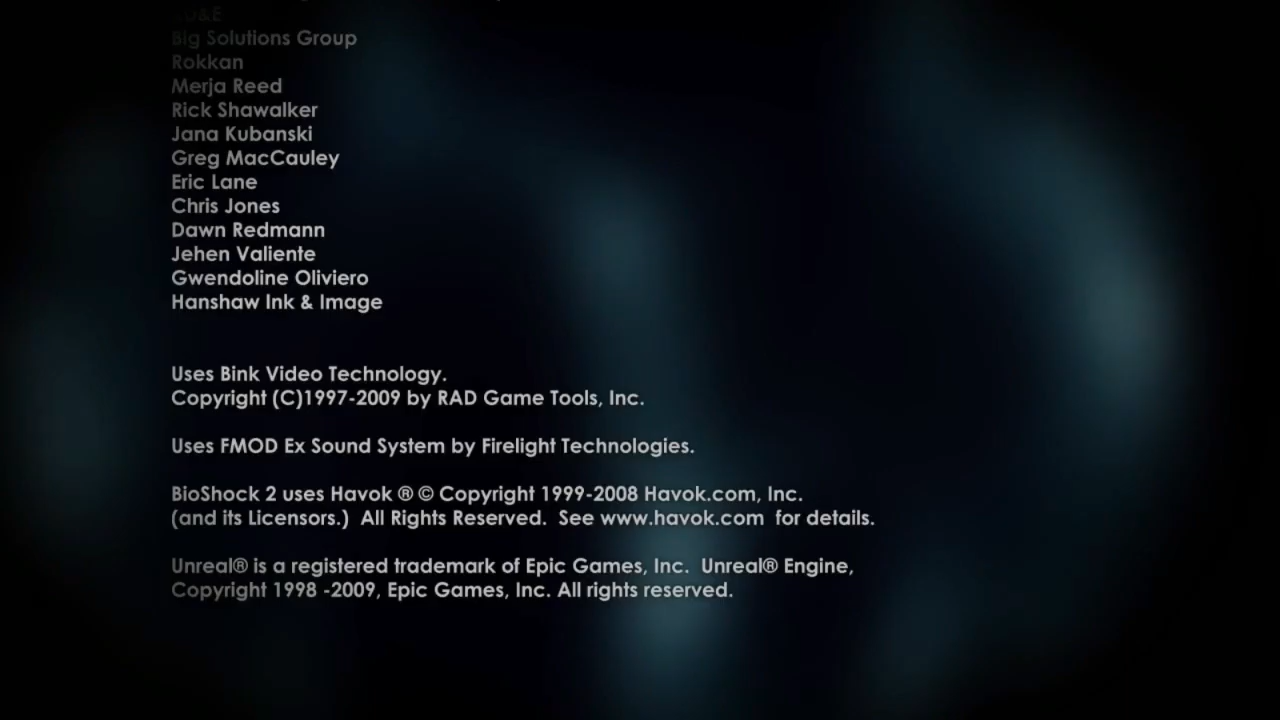 Big Solutions Group
Rokkan
Merja Reed
Rick Shawalker
Jana Kubanski
Greg MacCauley
Eric Lane
Chris Jones
Dawn Redmann
Jehen Valiente
Gwendoline Oliviero
Hanshaw Ink & Image
Uses Bink Video Technology.
Copyright (C)1997-2009 by RAD Game Tools, Inc.
Uses FMOD Ex Sound System by Firelight Technologies.
BioShock 2 uses Havok ® © Copyright 1999-2008 Havok.com, Inc.
(and its Licensors.)  All Rights Reserved.  See www.havok.com  for details.
Unreal® is a registered trademark of Epic Games, Inc.  Unreal® Engine,
Copyright 1998 -2009, Epic Games, Inc. All rights reserved.